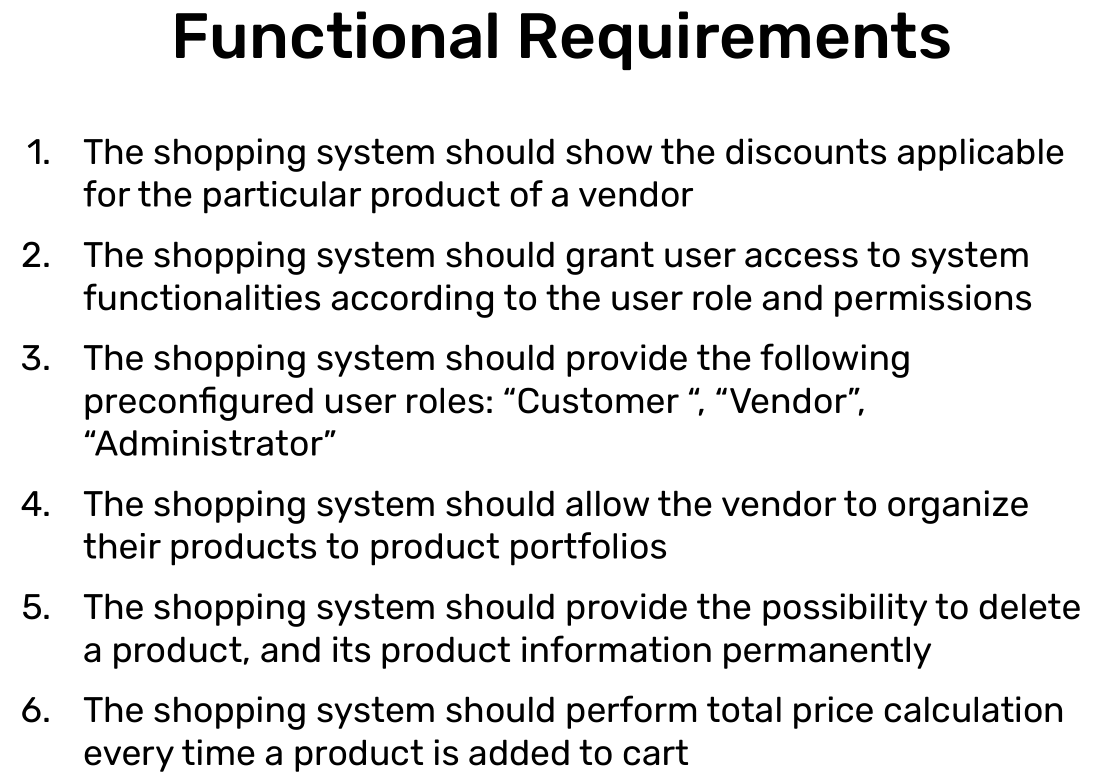 Functional Requirements
1. The shopping system should show the discounts applicable
for the particular product of a vendor
2. The shopping system should grant user access to system
functionalities according to the user role and permissions
3. The shopping system should provide the following
preconfigured user roles: “Customer “, “Vendor”,
“Administrator”
4. The shopping system should allow the vendor to organize
their products to product portfolios
5. The shopping system should provide the possibility to delete
a product, and its product information permanently
6. The shopping system should perform total price calculation
every time a product is added to cart